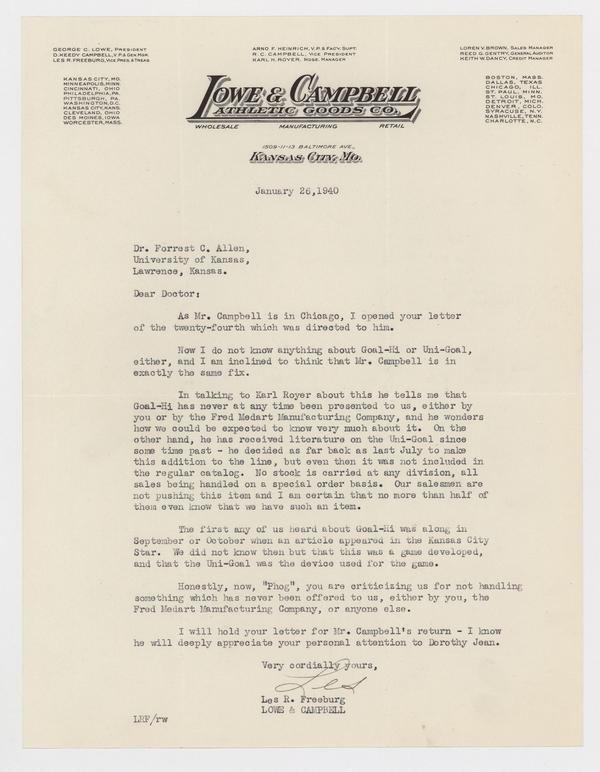 GEORGE C. LOWE, PRESIDENT
D. KEEDY CAMPBELL, V.P. & GEN. MGR.
LES R. FREEBURG, VICE PRES. & TREAS.
ARNO. F. HEINRICH, V.P. & FACY. SUPT.
R.C. CAMPBELL, VICE PRESIDENT
KARL H. ROYER, MDSE. MANAGER
LOREN V. BROWN, SALES MANAGER
REED G. GENTRY, GENERAL AUDITOR
KEITH W. DANCY, CREDIT MANAGER
KANSAS CITY, MO.
MINNEAPOLIS, MINN.
CINCINNATI, OHIO
PHILADELPHIA, PA.
PITTSBURGH, PA.
WASHINGTON, D.C.
KANSAS CITY, KANS.
CLEVELAND, OHIO
DES MOINES, IOWA
WORCESTER, MASS.
LOWE & CAMPBELL
ATHLETIC GOODS CO.
WHOLESALE MANUFACTURING RETAIL
BOSTON, MASS.
DALLAS, TEXAS
CHICAGO, ILL.
ST. PAUL, MINN.
ST. LOUIS, MO.
DETROIT, MICH.
DENVER, COLO.
SYRACUSE, N.Y.
NASHVILLE, TENN.
CHARLOTTE, N.C.
1509-11-13 BALTIMORE AVE.,
KANSAS CITY, MO.
January 26,1940
Dr. Forrest C. Allen,
University of Kansas,
Lawrence, Kansas.
Dear Doctor:
As Mr. Campbell is in Chicago, I opened your letter
of the twenty-fourth which was directed to him.
Now I do not know anything about Goal-Hi or Uni-Goal,
either, and I am inclined to think that Mr. Campbell is in
exactly the same fix.
In talking to Karl Royer about this he tells me that
Goal-Hi has never at any time been presented to us, either by
you or by the Fred Medart Manufacturing Company, and he wonders
how we could be expected to know very much about it. On the
other hand, he has received literature on the Uni-Goal since
some time past - he decided as far back as last July to make
this addition to the line, but even then it was not included in
the regular catalog. No stock is carried at any division, all
sales being handled on a special order basis. Our salesmen are
not pushing this item and I am certain that no more than half of
them even know that we have such an item.
The first any of us heard about Goal-Hi was along in
September or October when an article appeared in the Kansas City
Star. We did not know then but that this was a game developed,
and that the Uni-Goal was the device used for the game.
Honestly, now, "Phog", you are criticizing us for not handling
something which has never been offered to us, either by you, the
Fred Medart Manufacturing Company, or anyone else.
I will hold your letter for Mr. Campbell's return - I know
he will deeply appreciate your personal attention to Dorothy Jean.
Very cordially yours,
Les
Les R. Freeburg
LOWE & CAMPBELL
LRF/rw